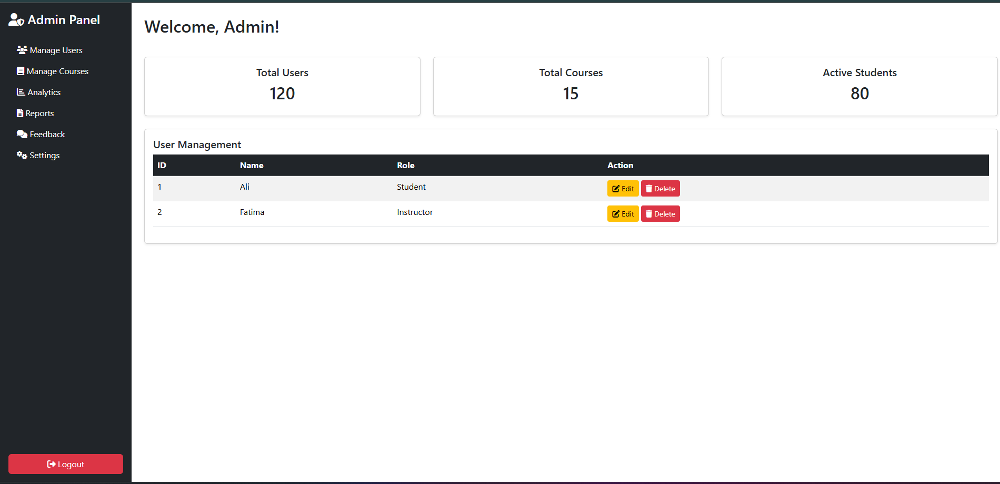 Admin Panel
Manage Users
Manage Courses
Analytics
Reports
Feedback
Settings
Logout
Welcome, Admin!
Total Users
120
Total Courses
15
Active Students
80
User Management
ID Name Role Action
1 Ali Student Edit Delete
2 Fatima Instructor Edit Delete